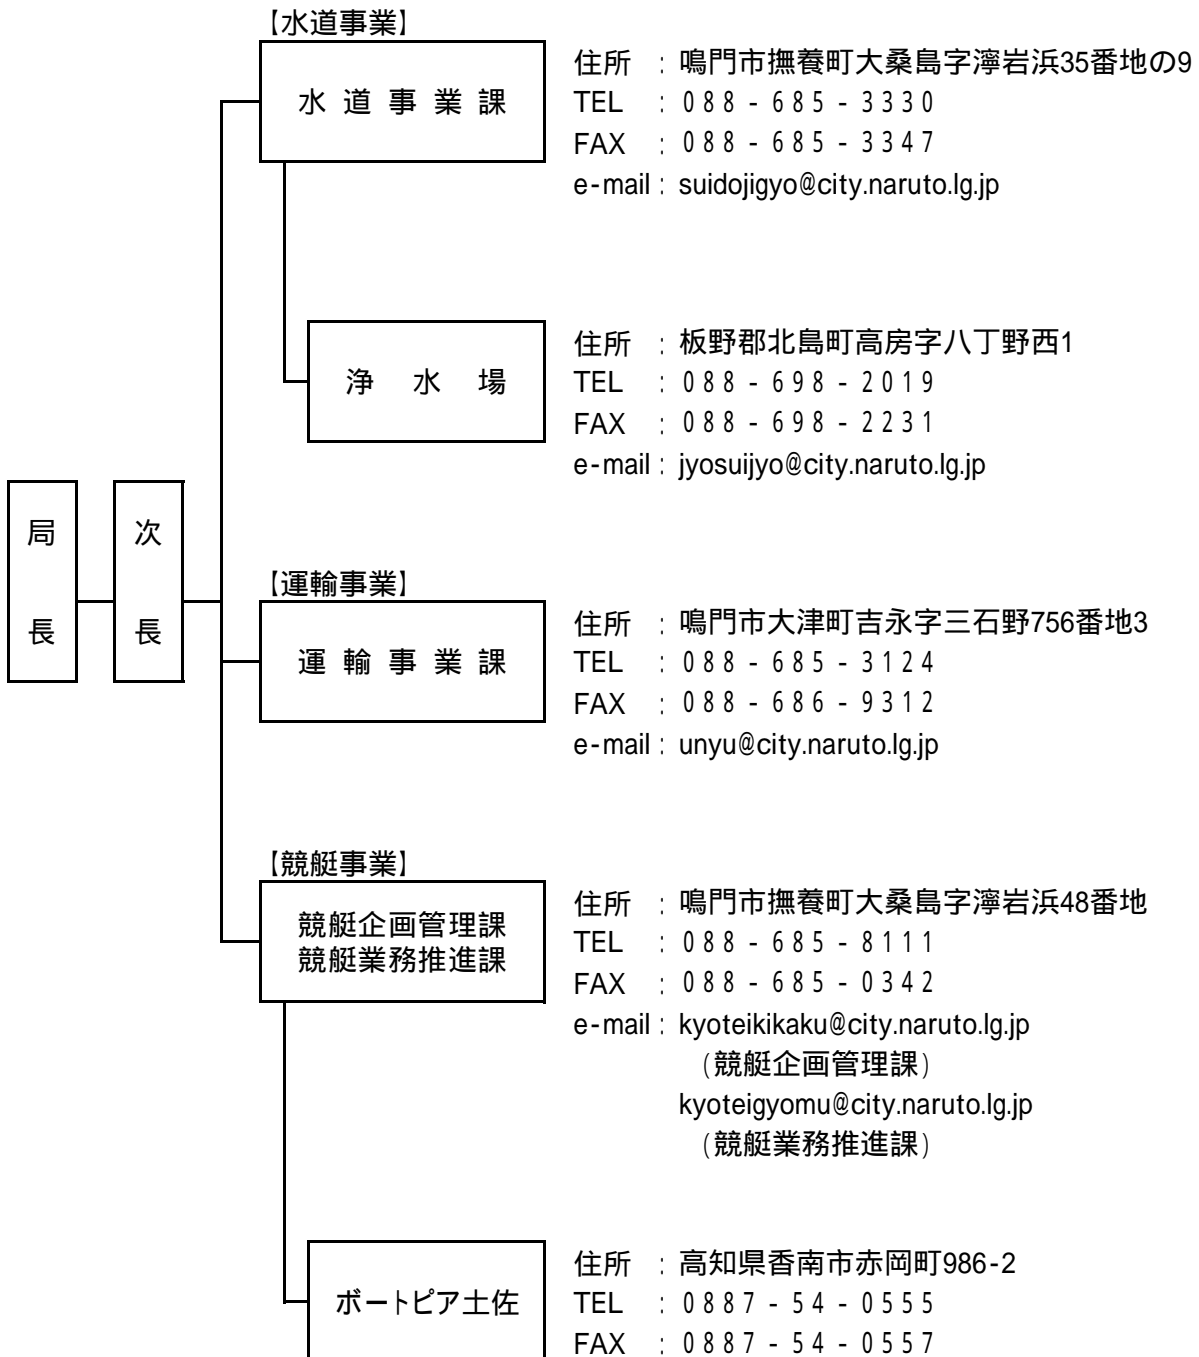 【水道事業】
水道事業課
住所 : 鳴門市撫養町大桑島字濘岩浜35番地の9
TEL : 088-685-3330
FAX : 088-685-3347
e-mail : suidojigyo@city.naruto.lg.jp
浄水場
住所 : 板野郡北島町高房字八丁野西1
TEL : 088-698-2019
FAX : 088-698-2231
e-mail : jyosuijyo@city.naruto.lg.jp
局長
次長
【運輸事業】
運輸事業課
住所 : 鳴門市大津町吉永字三石野756番地3
TEL : 088-685-3124
FAX : 088-686-9312
e-mail : unyu@city.naruto.lg.jp
【競艇事業】
競艇企画管理課
競艇業務推進課
住所 : 鳴門市撫養町大桑島字濘岩浜48番地
TEL : 088-685-8111
FAX : 088-685-0342
e-mail : kyoteikikaku@city.naruto.lg.jp
(競艇企画管理課)
kyoteigyomu@city.naruto.lg.jp
(競艇業務推進課)
ボートピア土佐
住所 : 高知県香南市赤岡町986-2
TEL : 0887-54-0555
FAX : 0887-54-0557